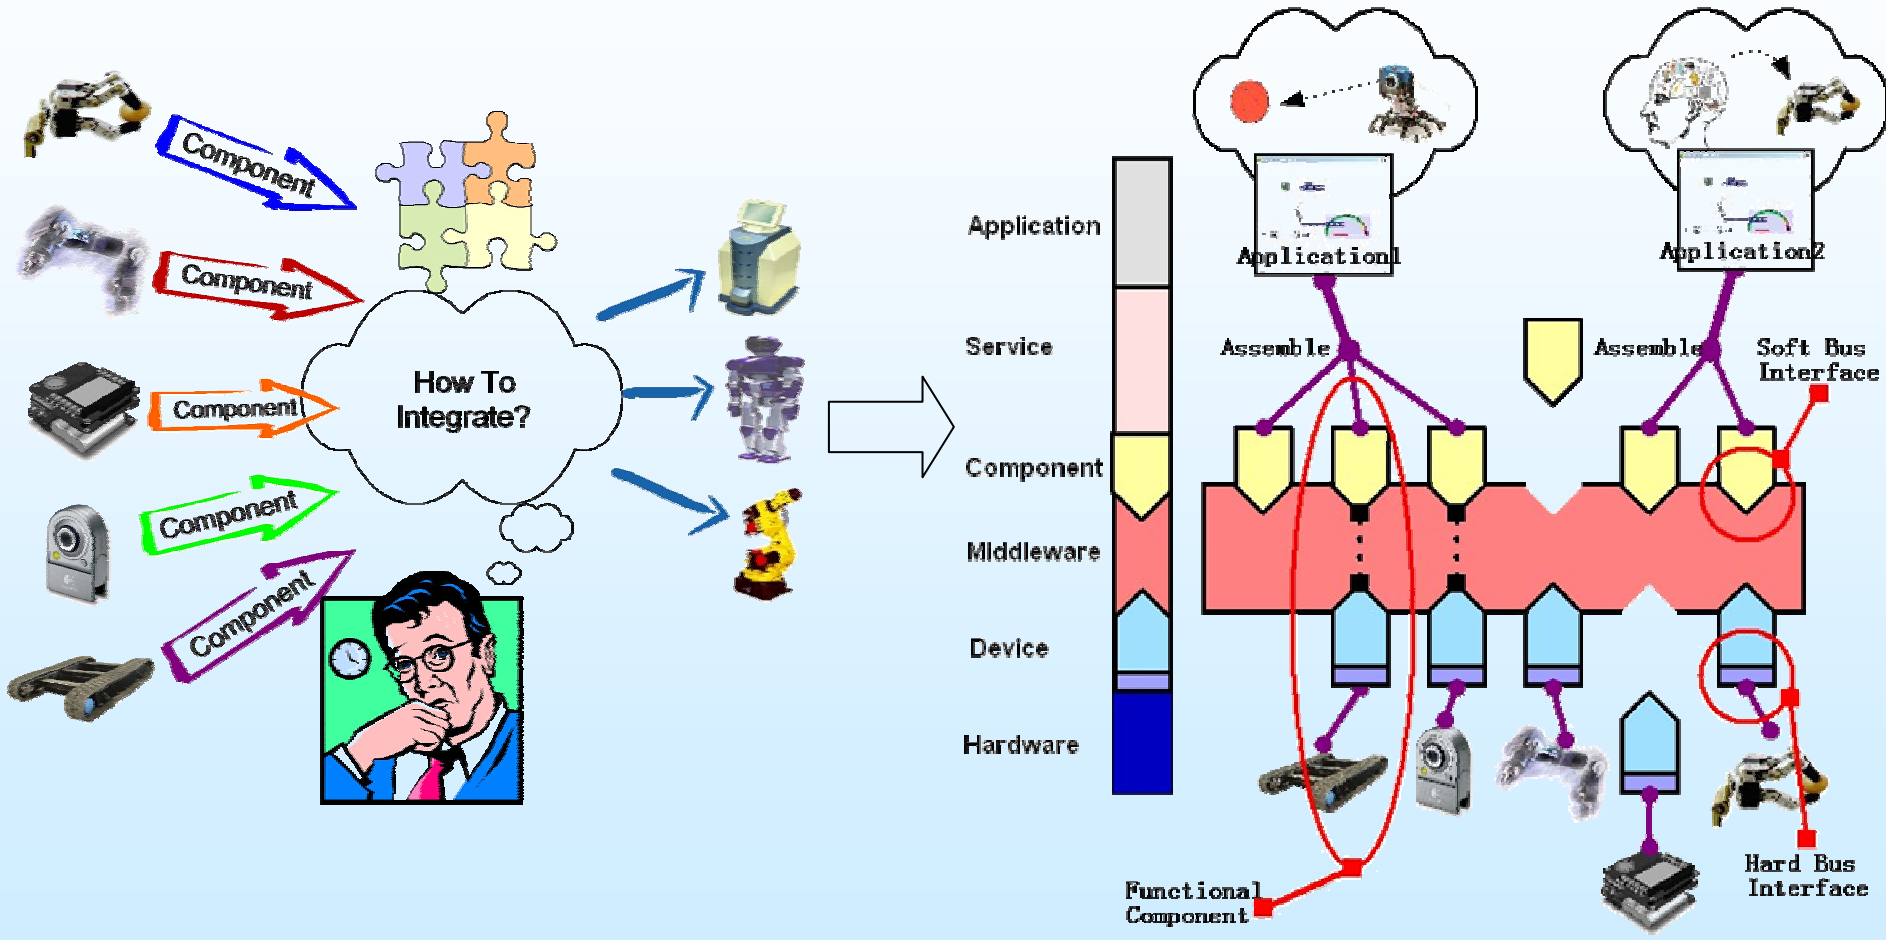 Component
Component
Component
Component
Component
How To
Integrate?
Application
Service
Component
Middleware
Device
Hardware
Application1
Application2
Assemble
Assemble
Soft Bus
Interface
Functional
Component
Hard Bus
Interface